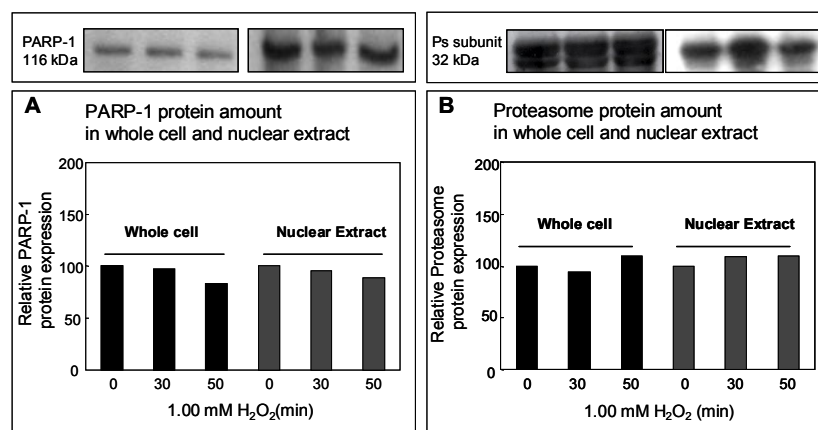 PARP-1
116 kDa
Ps subunit
32 kDa
A
PARP-1 protein amount
in whole cell and nuclear extract
Relative PARP-1
protein expression
200
150
100
50
0
Whole cell
Nuclear Extract
0 30 50 0 30 50
1.00 mM H₂O₂(min)
B
Proteasome protein amount
in whole cell and nuclear extract
Relative Proteasome
protein expression
200
150
100
50
0
Whole cell
Nuclear Extract
0 30 50 0 30 50
1.00 mM H₂O₂ (min)